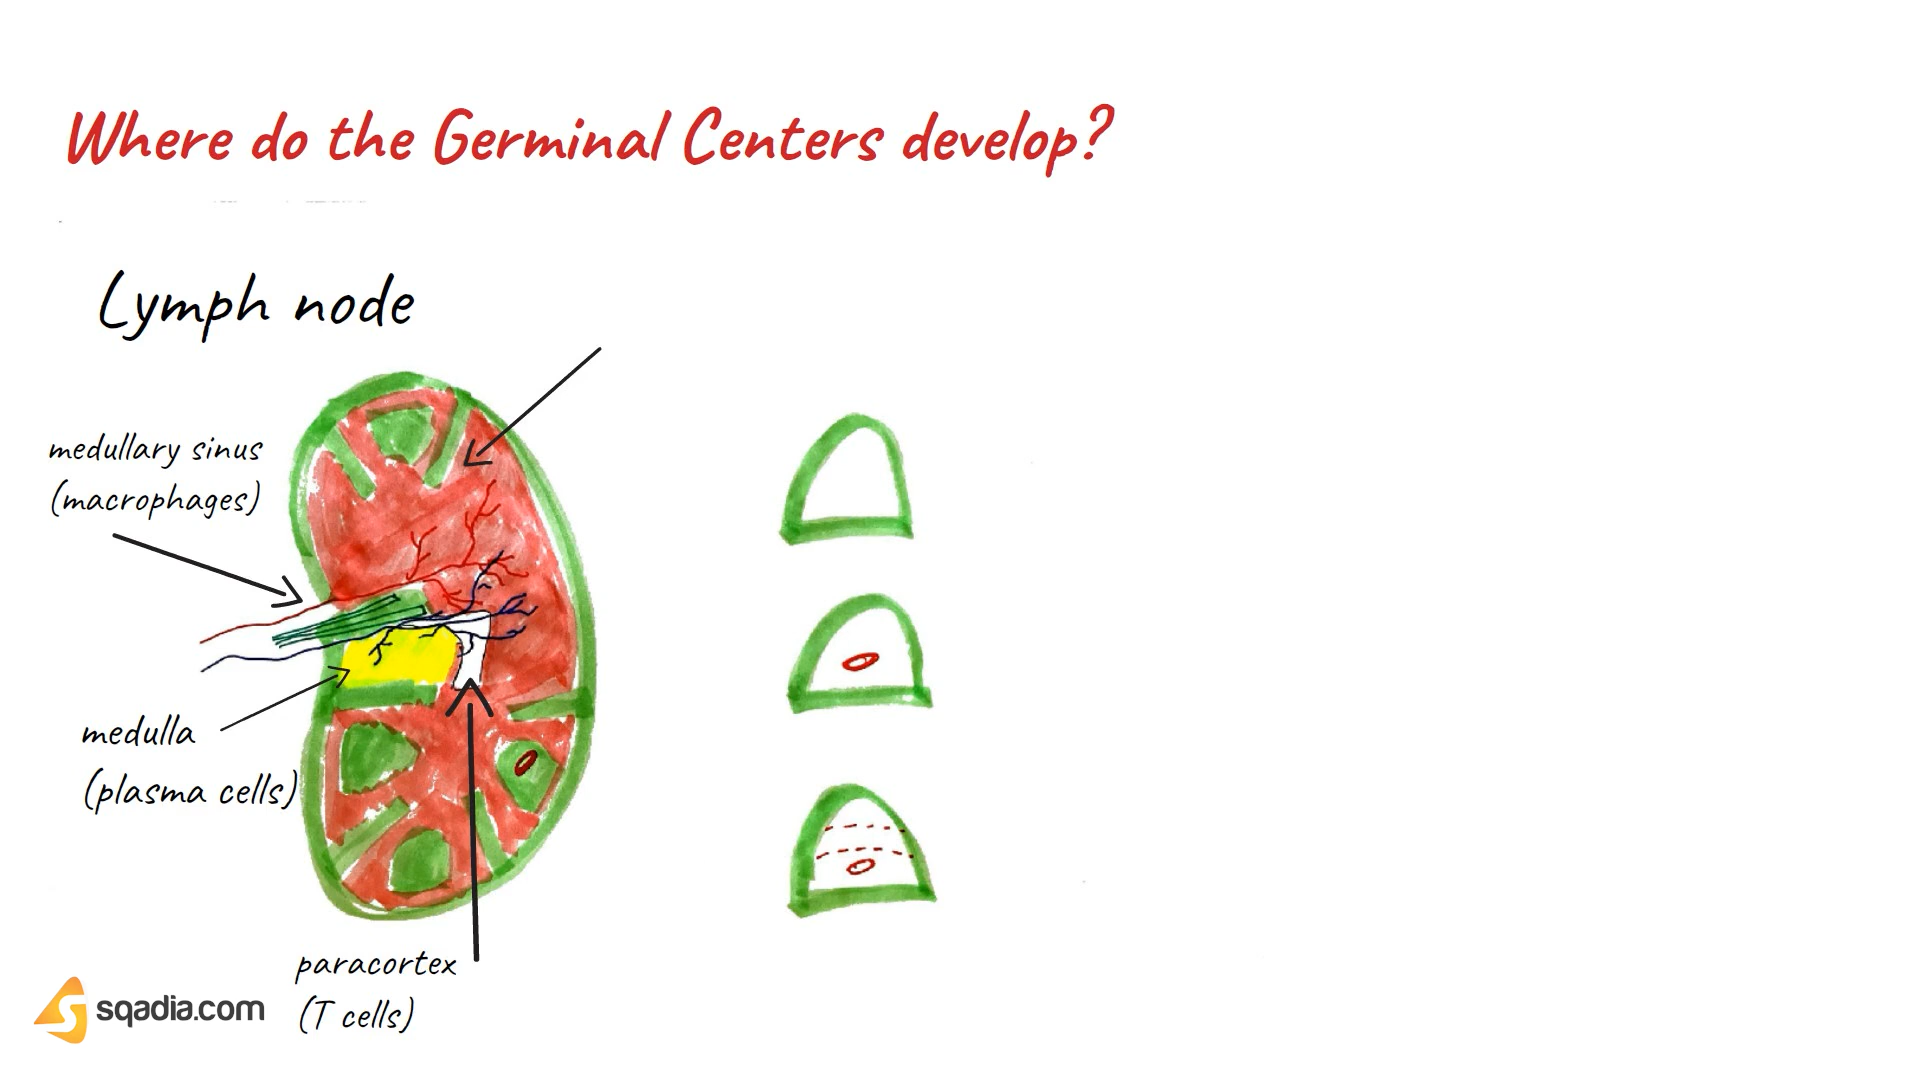 Where do the Germinal Centers develop?
Lymph node
medullary sinus
(macrophages)
medulla
(plasma cells)
paracortex
(T cells)
sqadia.com